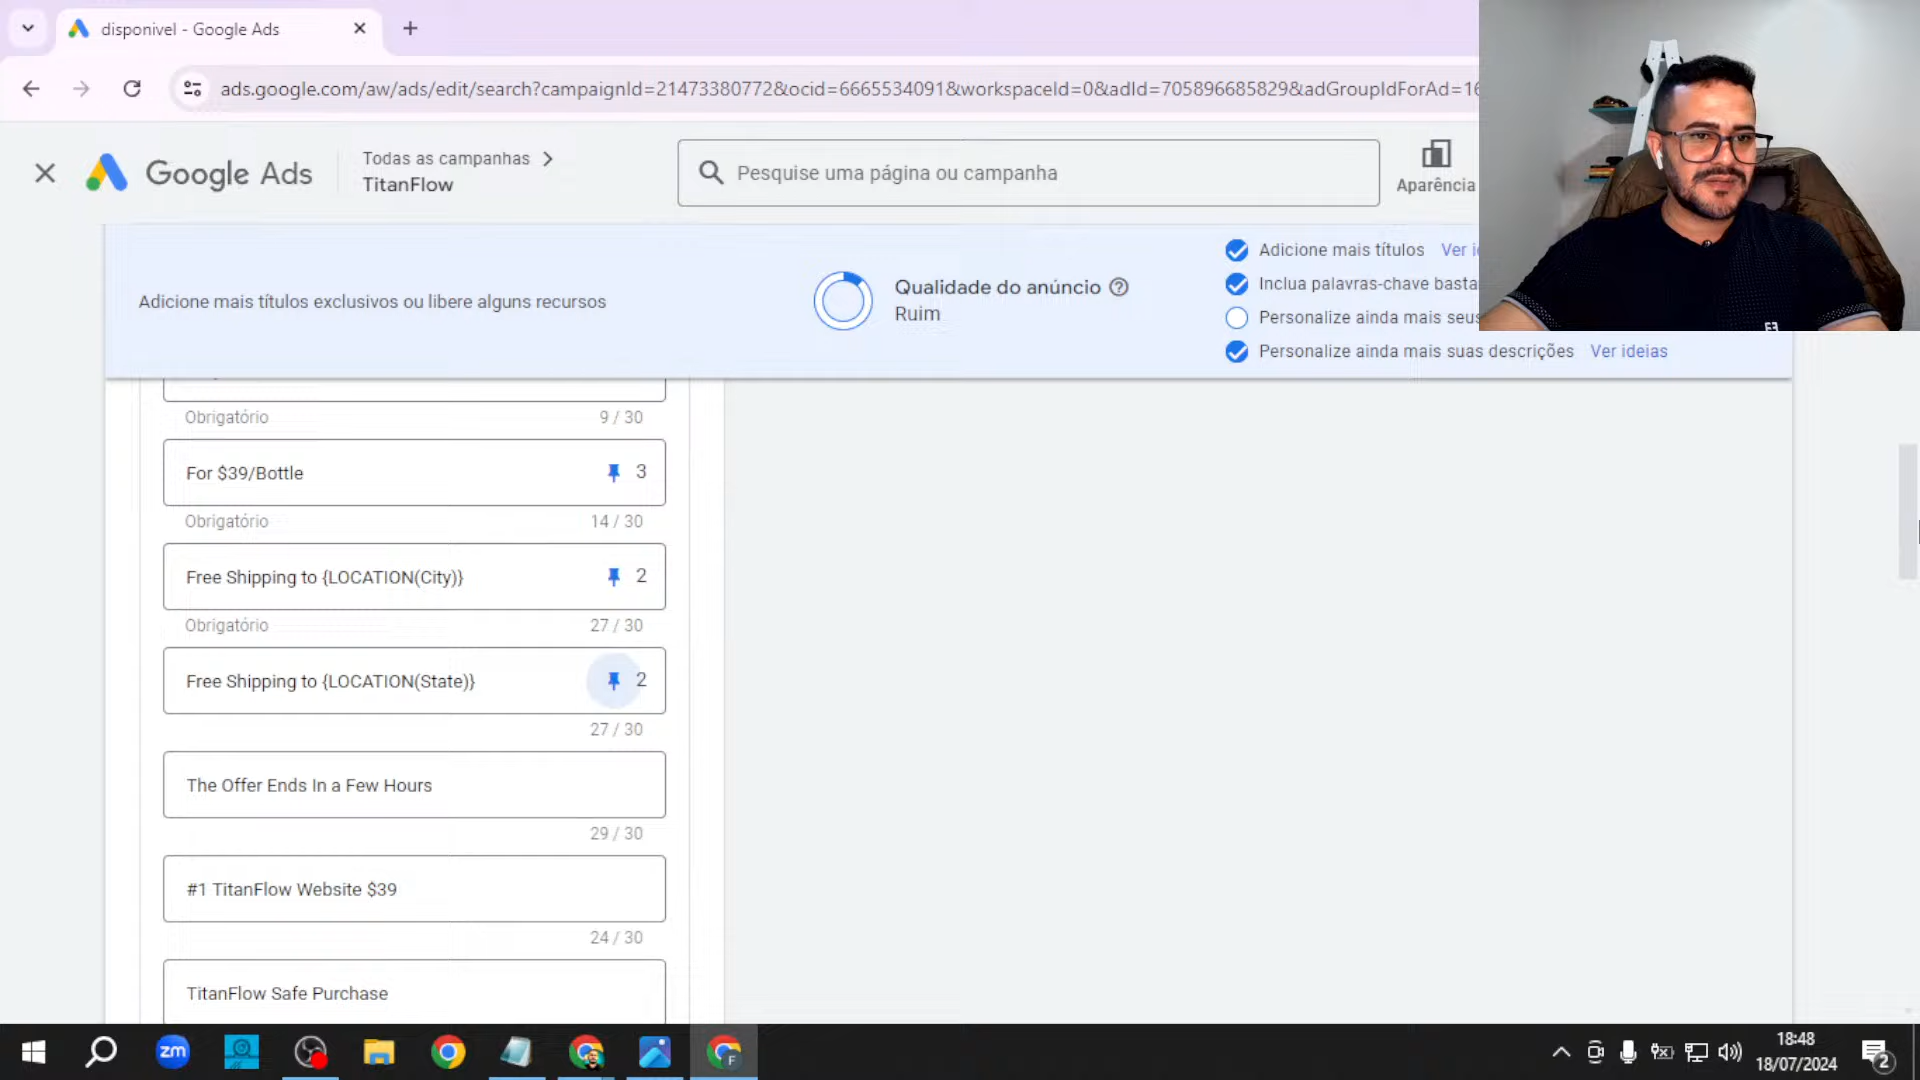 disponivel - Google Ads
ads.google.com/aw/ads/edit/search?campaignId=21473380772&ocid=6665534091&workspaceId=0&adId=705896685829&adGroupIdForAd=16
Google Ads
Todas as campanhas
TitanFlow
Pesquise uma página ou campanha
Aparência
Adicione mais títulos exclusivos ou libere alguns recursos
Qualidade do anúncio
Ruim
Adicione mais títulos Ver
Inclua palavras-chave
Personalize ainda mais seus
Personalize ainda mais suas descrições Ver ideias
Obrigatório 9 / 30
For $39/Bottle 3
Obrigatório 14 / 30
Free Shipping to {LOCATION(City)} 2
Obrigatório 27 / 30
Free Shipping to {LOCATION(State)} 2
27 / 30
The Offer Ends In a Few Hours
29 / 30
#1 TitanFlow Website $39
24 / 30
TitanFlow Safe Purchase
zm
F
18:48
18/07/2024
2